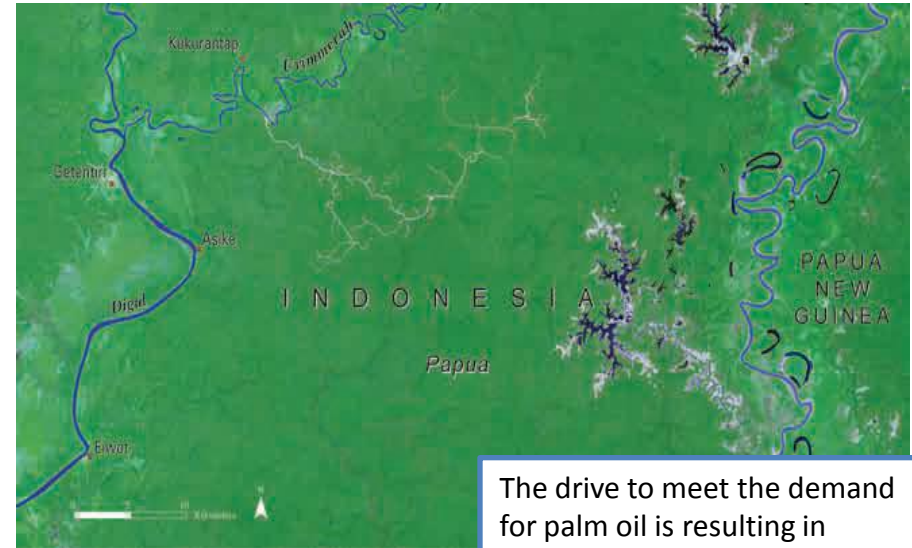 Kukurantap
Getentiri
Asike
Digul
INDONESIA
PAPUA
NEW
GUINEA
Papua
The drive to meet the demand
for palm oil is resulting in